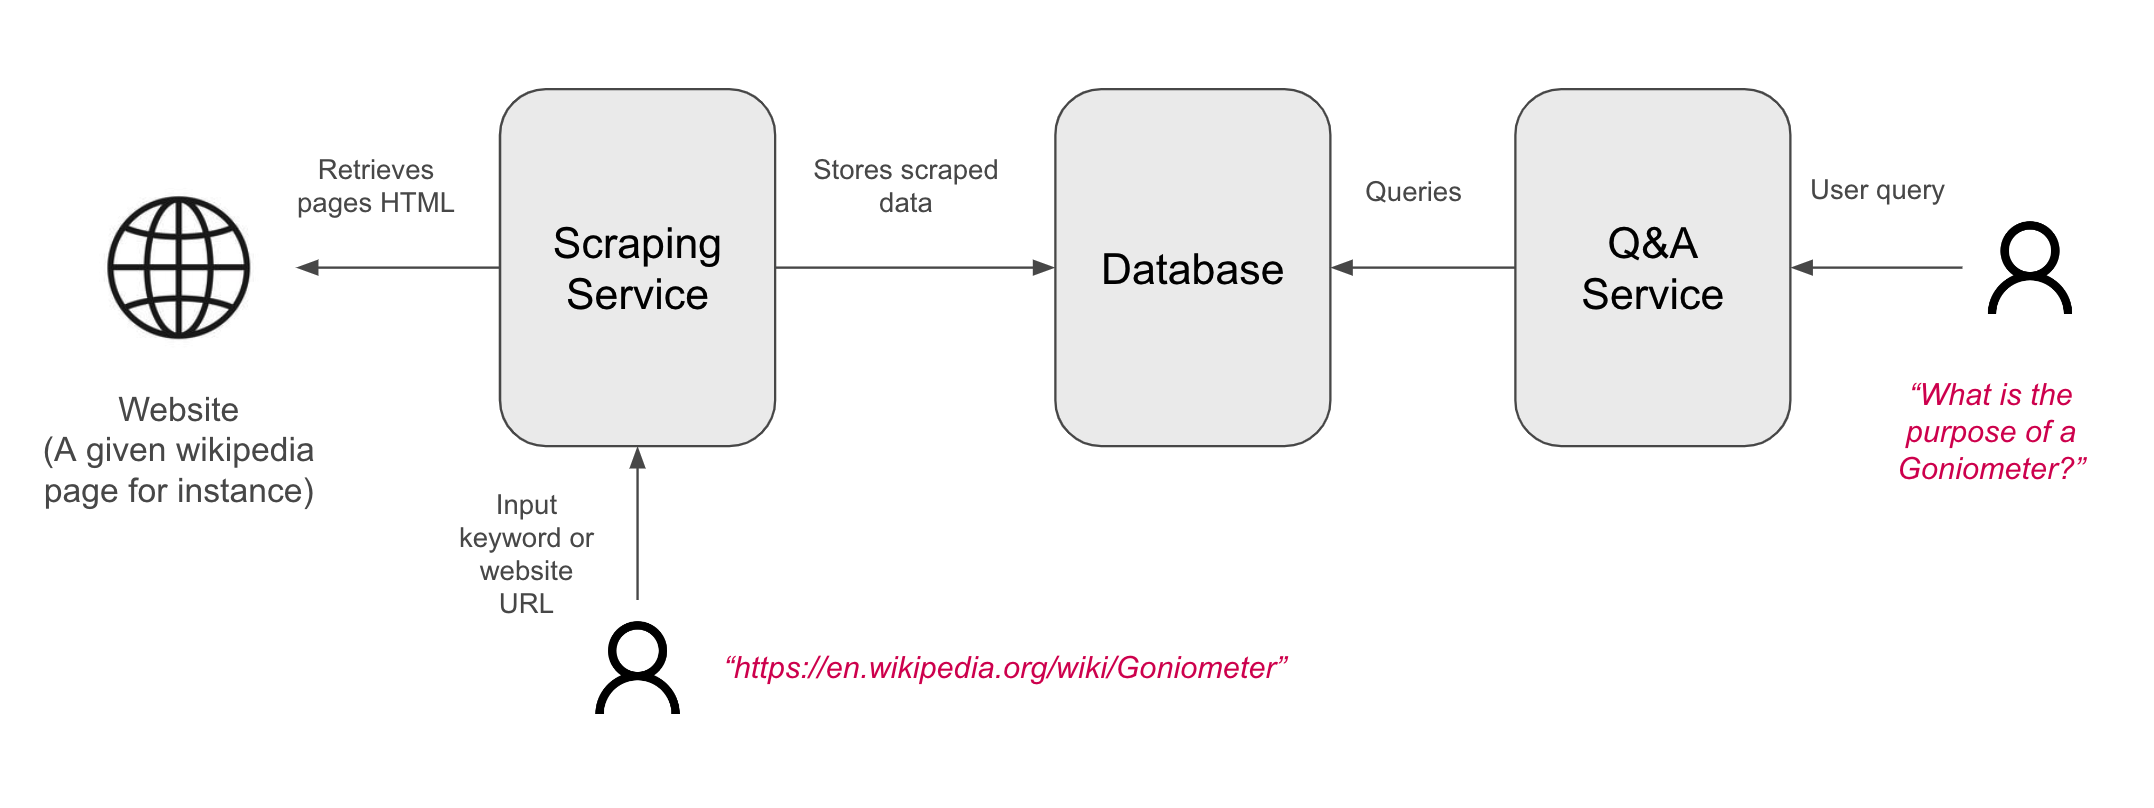 Retrieves
pages HTML
Stores scraped
data
Queries
User query
Scraping
Service
Database
Q&A
Service
Website
(A given wikipedia
page for instance)
“What is the
purpose of a
Goniometer?”
Input
keyword or
website
URL
“https://en.wikipedia.org/wiki/Goniometer”